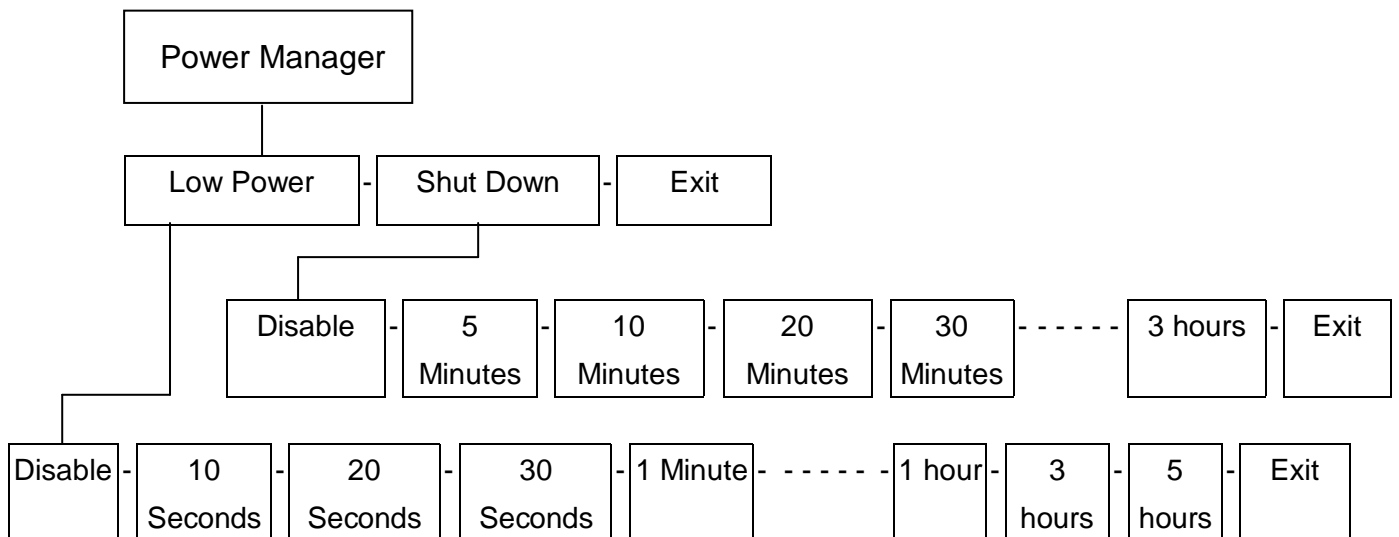 Power Manager
Low Power - Shut Down - Exit
Disable - 5 Minutes - 10 Minutes - 20 Minutes - 30 Minutes - - - - - - 3 hours - Exit
Disable - 10 Seconds - 20 Seconds - 30 Seconds - 1 Minute - - - - - - 1 hour - 3 hours - 5 hours - Exit